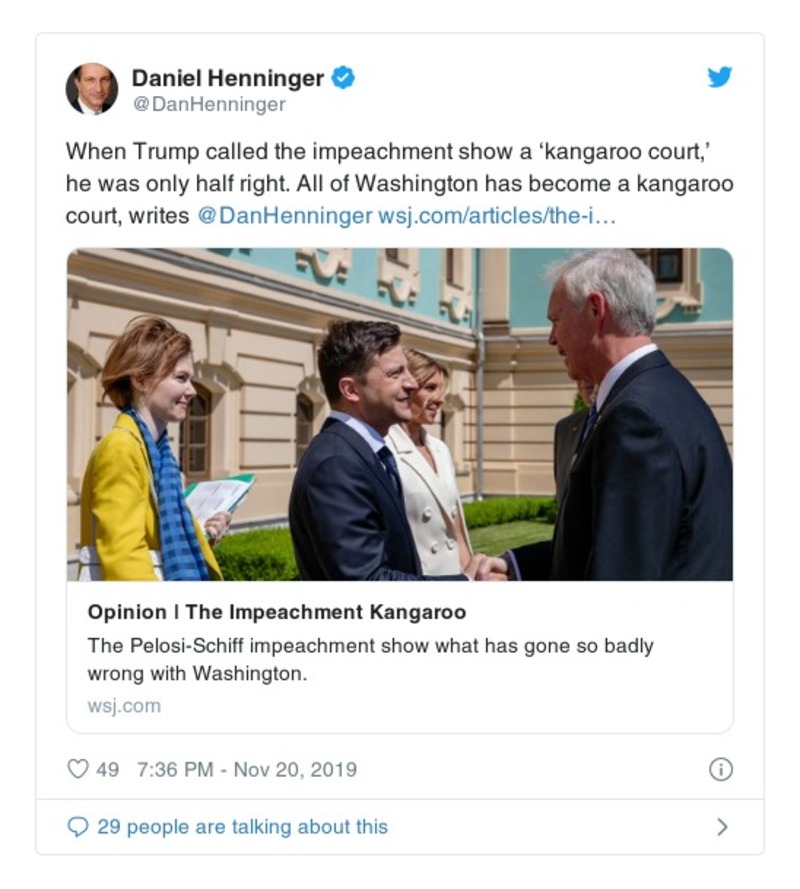 Daniel Henninger
@DanHenninger
When Trump called the impeachment show a ‘kangaroo court,’
he was only half right. All of Washington has become a kangaroo
court, writes @DanHenninger wsj.com/articles/the-i…
Opinion | The Impeachment Kangaroo
The Pelosi-Schiff impeachment show what has gone so badly
wrong with Washington.
wsj.com
49 7:36 PM - Nov 20, 2019
29 people are talking about this